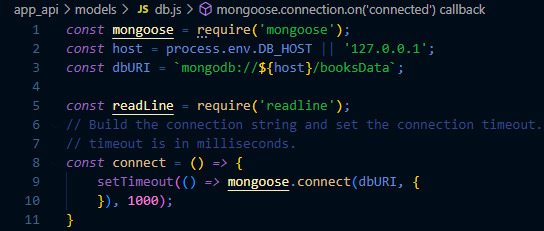 app_api > models > JS db.js > mongoose.connection.on('connected') callback
1 const mongoose = require('mongoose');
2 const host = process.env.DB_HOST || '127.0.0.1';
3 const dbURI = `mongodb://${host}/booksData`;
4
5 const readLine = require('readline');
6 // Build the connection string and set the connection timeout.
7 // timeout is in milliseconds.
8 const connect = () => {
9     setTimeout(() => mongoose.connect(dbURI, {
10     }), 1000);
11 }